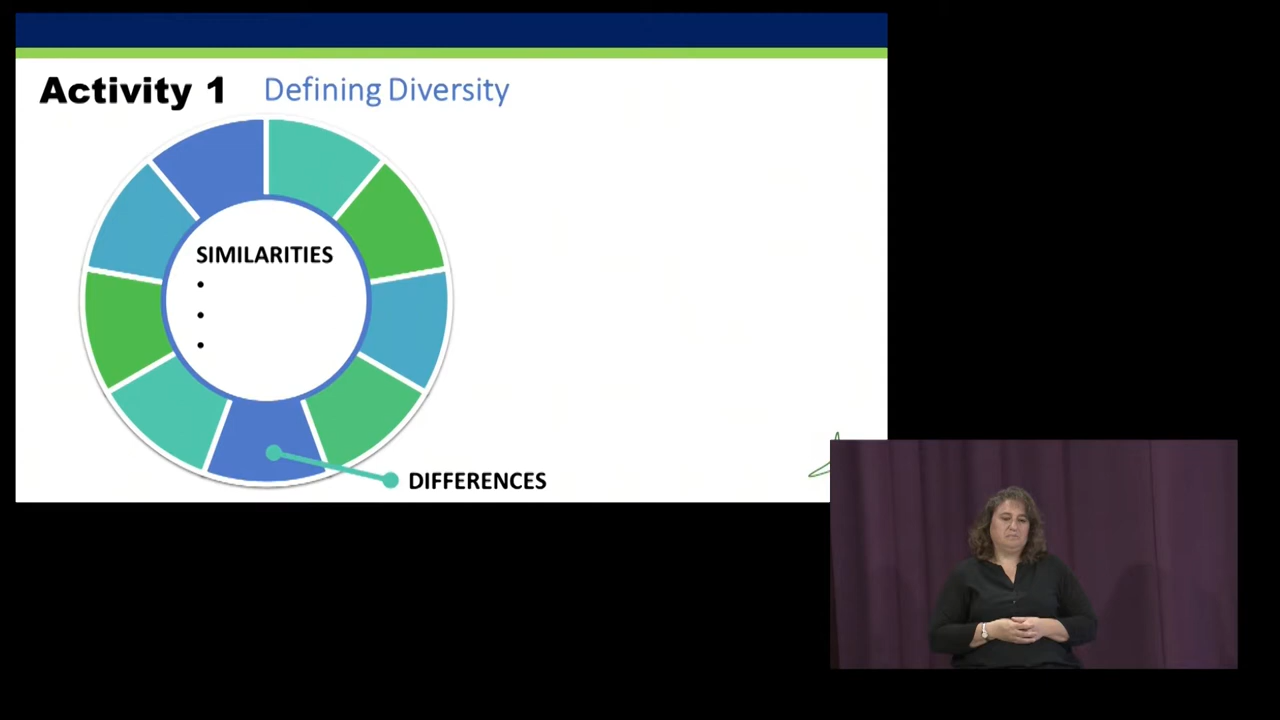 Activity 1 Defining Diversity
SIMILARITIES
•
•
•
DIFFERENCES